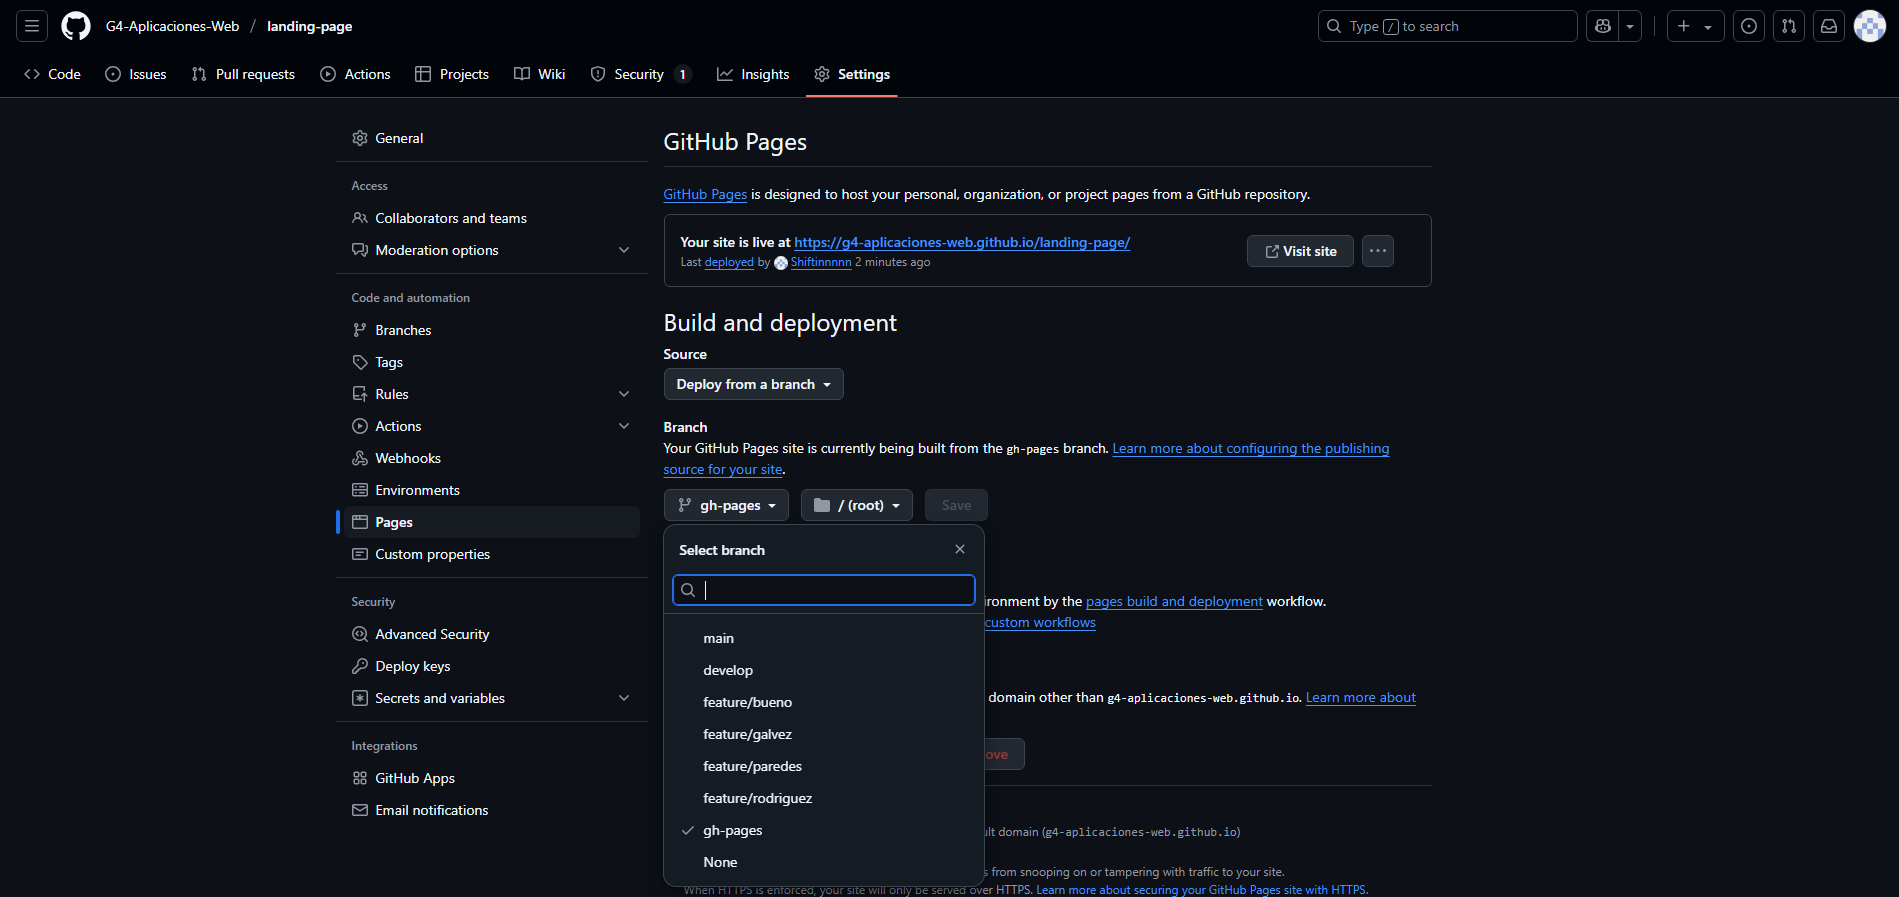 G4-Aplicaciones-Web / landing-page
Type / to search
Code
Issues
Pull requests
Actions
Projects
Wiki
Security 1
Insights
Settings
General
Access
Collaborators and teams
Moderation options
Code and automation
Branches
Tags
Rules
Actions
Webhooks
Environments
Pages
Custom properties
Security
Advanced Security
Deploy keys
Secrets and variables
Integrations
GitHub Apps
Email notifications
GitHub Pages
GitHub Pages is designed to host your personal, organization, or project pages from a GitHub repository.
Your site is live at https://g4-aplicaciones-web.github.io/landing-page/
Last deployed by Shiftinnnnn 2 minutes ago
Visit site
Build and deployment
Source
Deploy from a branch
Branch
Your GitHub Pages site is currently being built from the gh-pages branch. Learn more about configuring the publishing
source for your site.
gh-pages
/ (root)
Save
Select branch
main
develop
feature/bueno
feature/galvez
feature/paredes
feature/rodriguez
gh-pages
None
ironment by the pages build and deployment workflow.
custom workflows
domain other than g4-aplicaciones-web.github.io. Learn more about
ove
ult domain (g4-aplicaciones-web.github.io)
s from snooping on or tampering with traffic to your site.
When HTTPS is enforced, your site will only be served over HTTPS. Learn more about securing your GitHub Pages site with HTTPS.